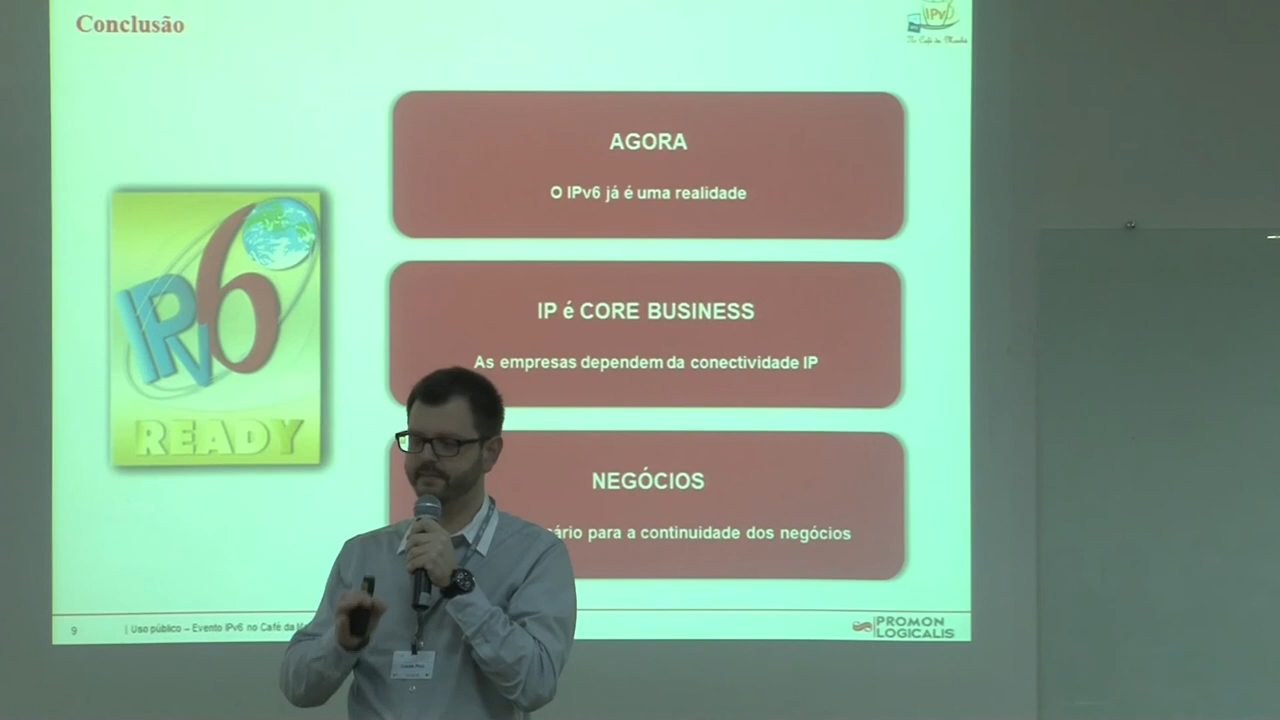 Conclusão
IPv6
AGORA
O IPv6 já é uma realidade
IPv6
READY
IP é CORE BUSINESS
As empresas dependem da conectividade IP
NEGÓCIOS
para a continuidade dos negócios
9
| Uso público – Evento IPv6 no Café da
PROMON
LOGICALIS